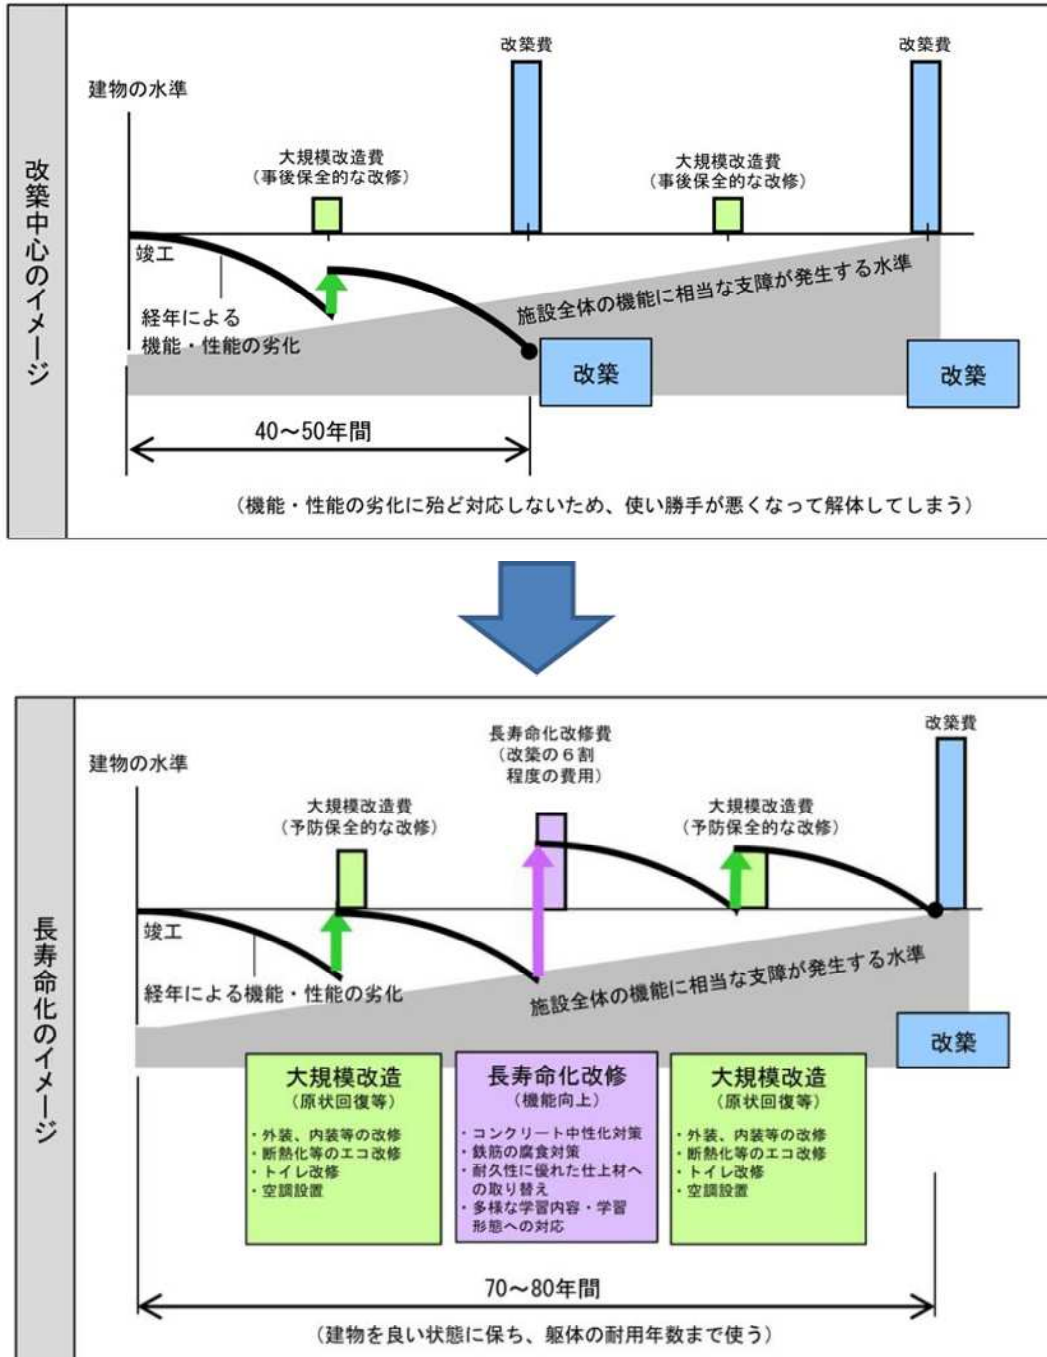 改築中心のイメージ
建物の水準
改築費
改築費
大規模改造費
（事後保全的な改修）
大規模改造費
（事後保全的な改修）
竣工
経年による
機能・性能の劣化
施設全体の機能に相当な支障が発生する水準
改築
改築
40～50年間
（機能・性能の劣化に殆ど対応しないため、使い勝手が悪くなって解体してしまう）
長寿命化のイメージ
建物の水準
長寿命化改修費
（改築の６割
程度の費用）
改築費
大規模改造費
（予防保全的な改修）
大規模改造費
（予防保全的な改修）
竣工
経年による機能・性能の劣化
施設全体の機能に相当な支障が発生する水準
改築
大規模改造
（原状回復等）
・外装、内装等の改修
・断熱化等のエコ改修
・トイレ改修
・空調設置
長寿命化改修
（機能向上）
・コンクリート中性化対策
・鉄筋の腐食対策
・耐久性に優れた仕上材へ
の取り替え
・多様な学習内容・学習
形態への対応
大規模改造
（原状回復等）
・外装、内装等の改修
・断熱化等のエコ改修
・トイレ改修
・空調設置
70～80年間
（建物を良い状態に保ち、躯体の耐用年数まで使う）